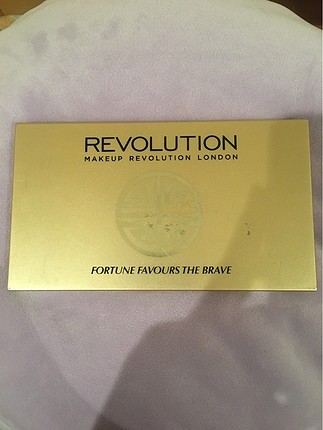 REVOLUTION
MAKEUP REVOLUTION LONDON
FORTUNE FAVOURS THE BRAVE